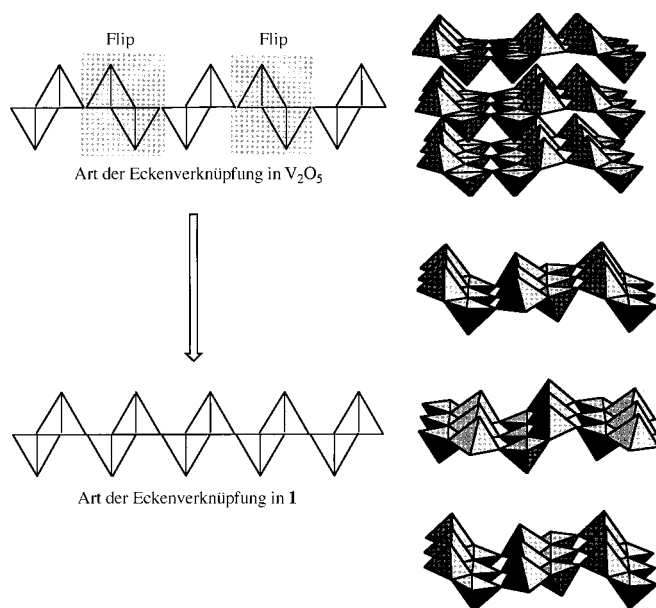 Flip Flip
Art der Eckenverknüpfung in V₂O₅
Art der Eckenverknüpfung in 1